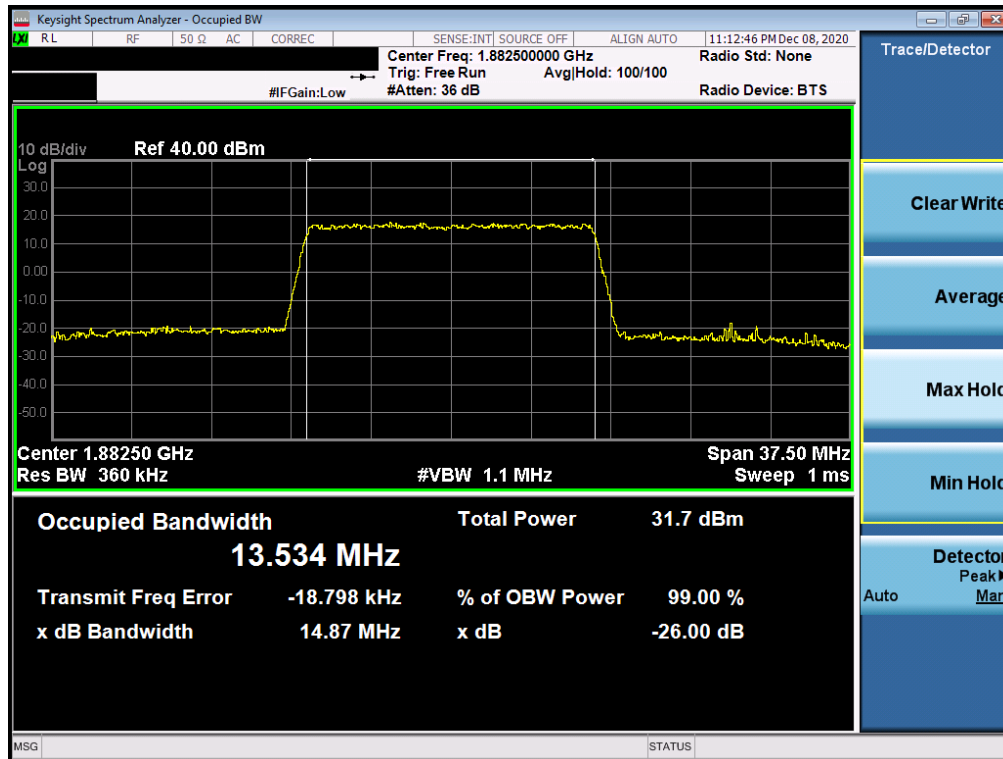 Keysight Spectrum Analyzer - Occupied BW
LXI RL RF 50 Ω AC CORREC SENSE:INT SOURCE OFF ALIGN AUTO 11:12:46 PM Dec 08, 2020
Center Freq: 1.882500000 GHz Radio Std: None
Trig: Free Run Avg|Hold: 100/100
#IFGain:Low #Atten: 36 dB Radio Device: BTS
Trace/Detector
10 dB/div Ref 40.00 dBm
Log
30.0
20.0
10.0
0.00
-10.0
-20.0
-30.0
-40.0
-50.0
Center 1.88250 GHz Span 37.50 MHz
Res BW 360 kHz #VBW 1.1 MHz Sweep 1 ms
Clear Write
Average
Max Hold
Min Hold
Detector
Peak
Auto Man
Occupied Bandwidth Total Power 31.7 dBm
13.534 MHz
Transmit Freq Error -18.798 kHz % of OBW Power 99.00 %
x dB Bandwidth 14.87 MHz x dB -26.00 dB
MSG STATUS